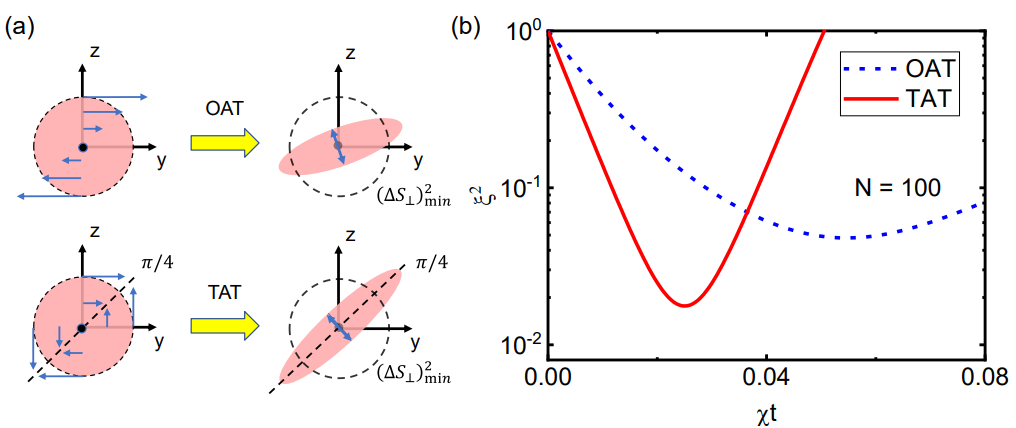 (a)
z
OAT
y
y
(ΔS⊥)²min
z
π/4
TAT
y
z
π/4
y
(ΔS⊥)²min
(b)
10⁰
OAT
TAT
N = 100
10⁻¹
ξ²
10⁻²
0.00
0.04
0.08
χt